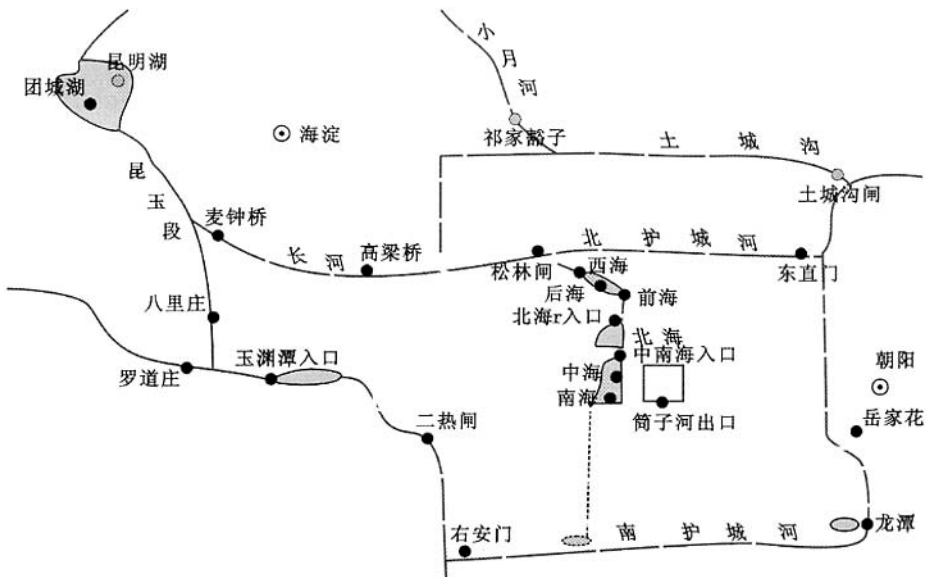 小月河
昆明湖
团城湖
海淀
祁家豁子
土城沟
土城沟闸
昆玉段
麦钟桥
长河
高梁桥
北护城河
松林闸
西海
东直门
后海
前海
八里庄
北海r入口
北海
中南海入口
玉渊潭入口
朝阳
罗道庄
中海
南海
筒子河出口
岳家花
二热闸
右安门
南护城河
龙潭